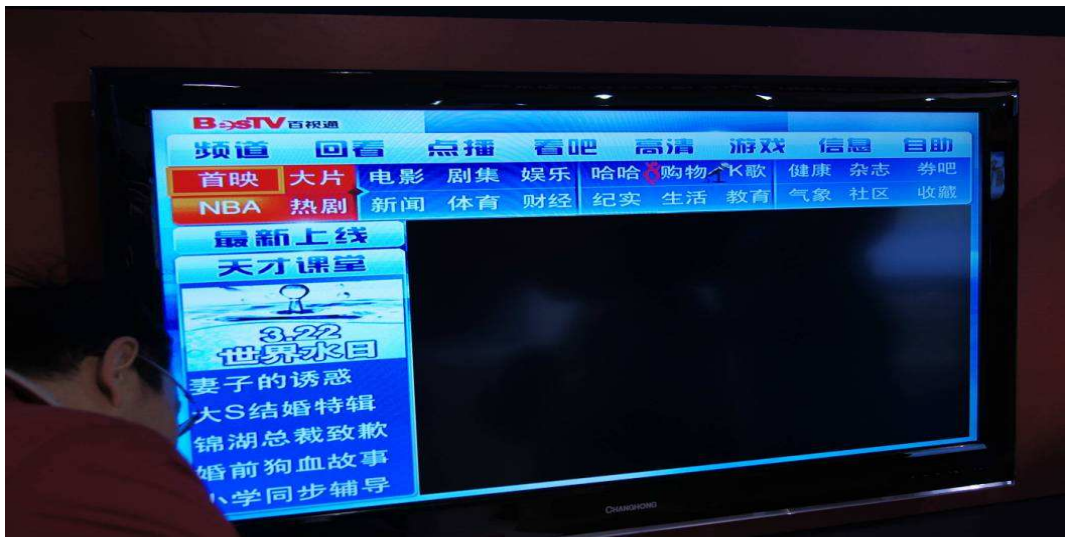 BesTV 百视通
频道 回看 点播 看吧 高清 游戏 信息 自助
首映 大片 电影 剧集 娱乐 哈哈 购物 K歌 健康 杂志 券吧
NBA 热剧 新闻 体育 财经 纪实 生活 教育 气象 社区 收藏
最新上线
天才课堂
3.22
世界水日
妻子的诱惑
大S结婚特辑
锦湖总裁致歉
婚前狗血故事
小学同步辅导
CHANGHONG